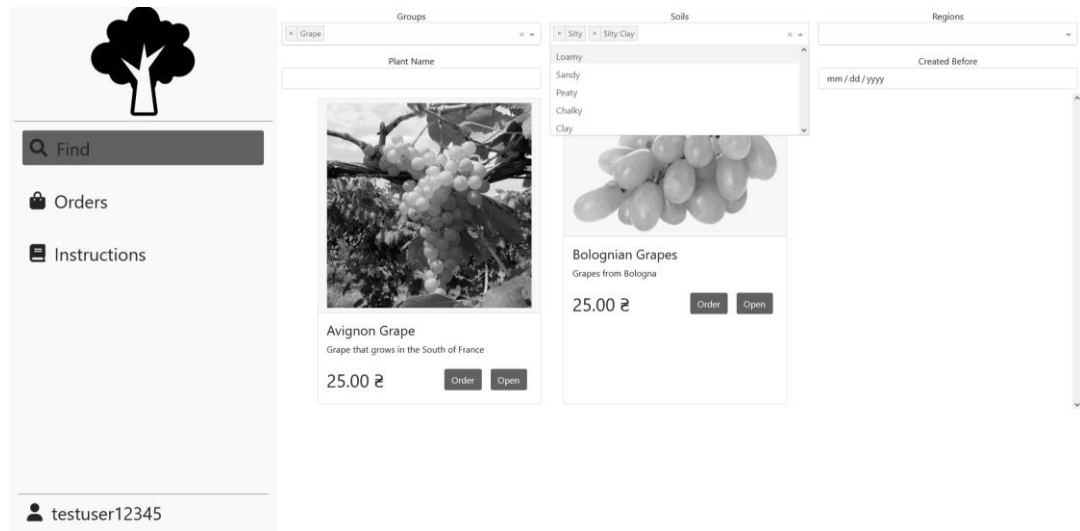 Find
Orders
Instructions
testuser12345
Groups
× Grape
Plant Name
Soils
× Silty × Silty Clay
Loamy
Sandy
Peaty
Chalky
Clay
Regions
Created Before
mm/dd/yyyy
Avignon Grape
Grape that grows in the South of France
25.00 ₴
Order Open
Bolognian Grapes
Grapes from Bologna
25.00 ₴
Order Open